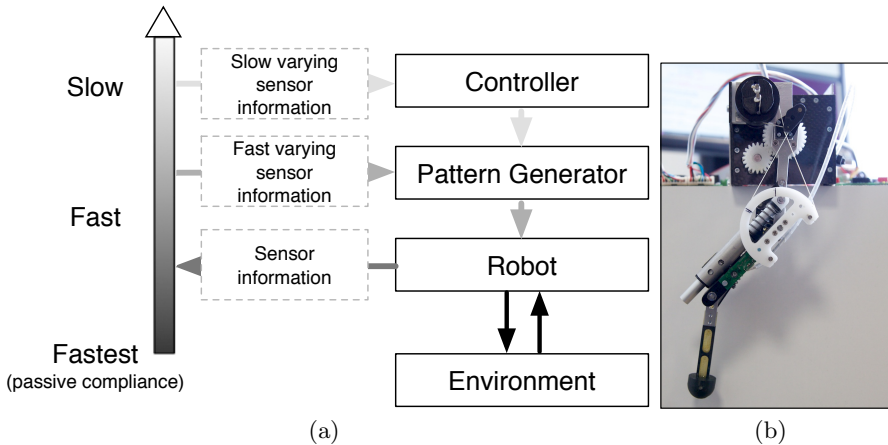 Slow
Slow varying
sensor
information
Controller
Fast varying
sensor
information
Pattern Generator
Fast
Sensor
information
Robot
Fastest
(passive compliance)
Environment
(a)
(b)